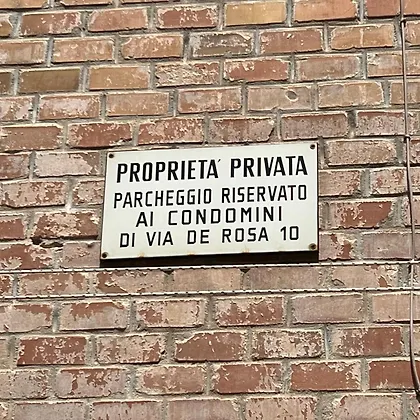 PROPRIETA' PRIVATA
PARCHEGGIO RISERVATO
AI CONDOMINI
DI VIA DE ROSA 10